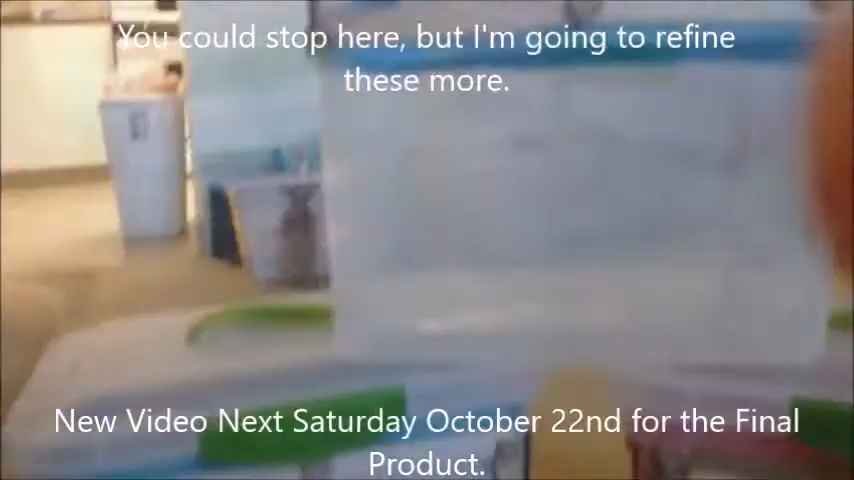 You could stop here, but I'm going to refine
these more.
New Video Next Saturday October 22nd for the Final
Product.